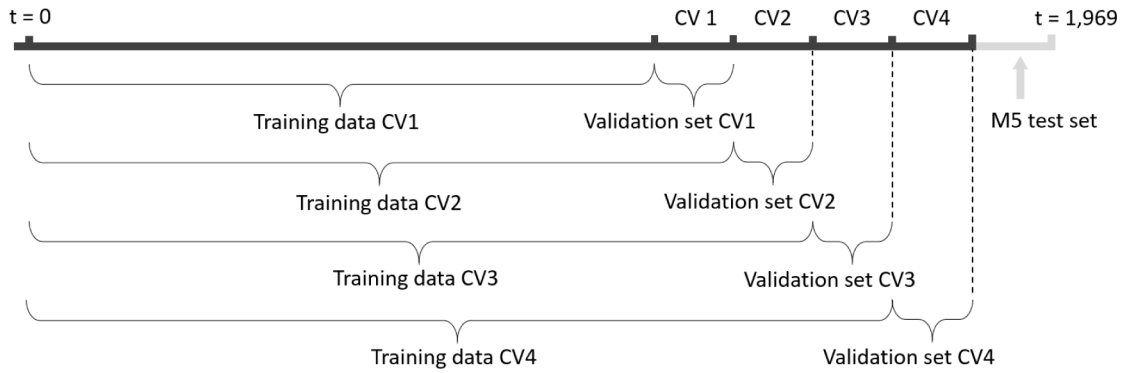 t = 0
CV 1
CV2
CV3
CV4
t = 1,969
Training data CV1
Validation set CV1
M5 test set
Training data CV2
Validation set CV2
Training data CV3
Validation set CV3
Training data CV4
Validation set CV4